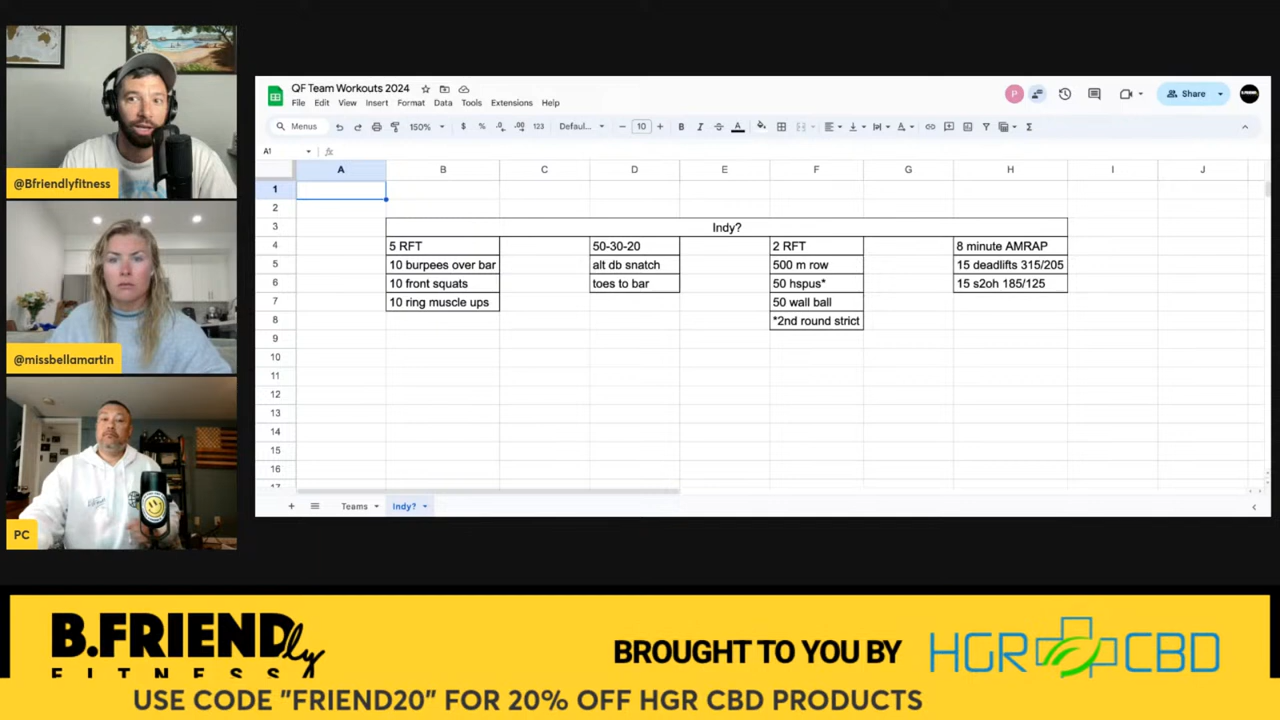 @Bfriendlyfitness
@missbellamartin
PC
QF Team Workouts 2024
File Edit View Insert Format Data Tools Extensions Help
P
Share
Menus
150%
$ % .0 .00 123
Defaul...
10
B I S A
A1
fx
A B C D E F G H I J
1
2
3 Indy?
4 5 RFT 50-30-20 2 RFT 8 minute AMRAP
5 10 burpees over bar alt db snatch 500 m row 15 deadlifts 315/205
6 10 front squats toes to bar 50 hspus* 15 s2oh 185/125
7 10 ring muscle ups 50 wall ball
8 *2nd round strict
9
10
11
12
13
14
15
16
17
Teams Indy?
B.FRIENDly
FITNESS
BROUGHT TO YOU BY
HGR CBD
USE CODE "FRIEND20" FOR 20% OFF HGR CBD PRODUCTS